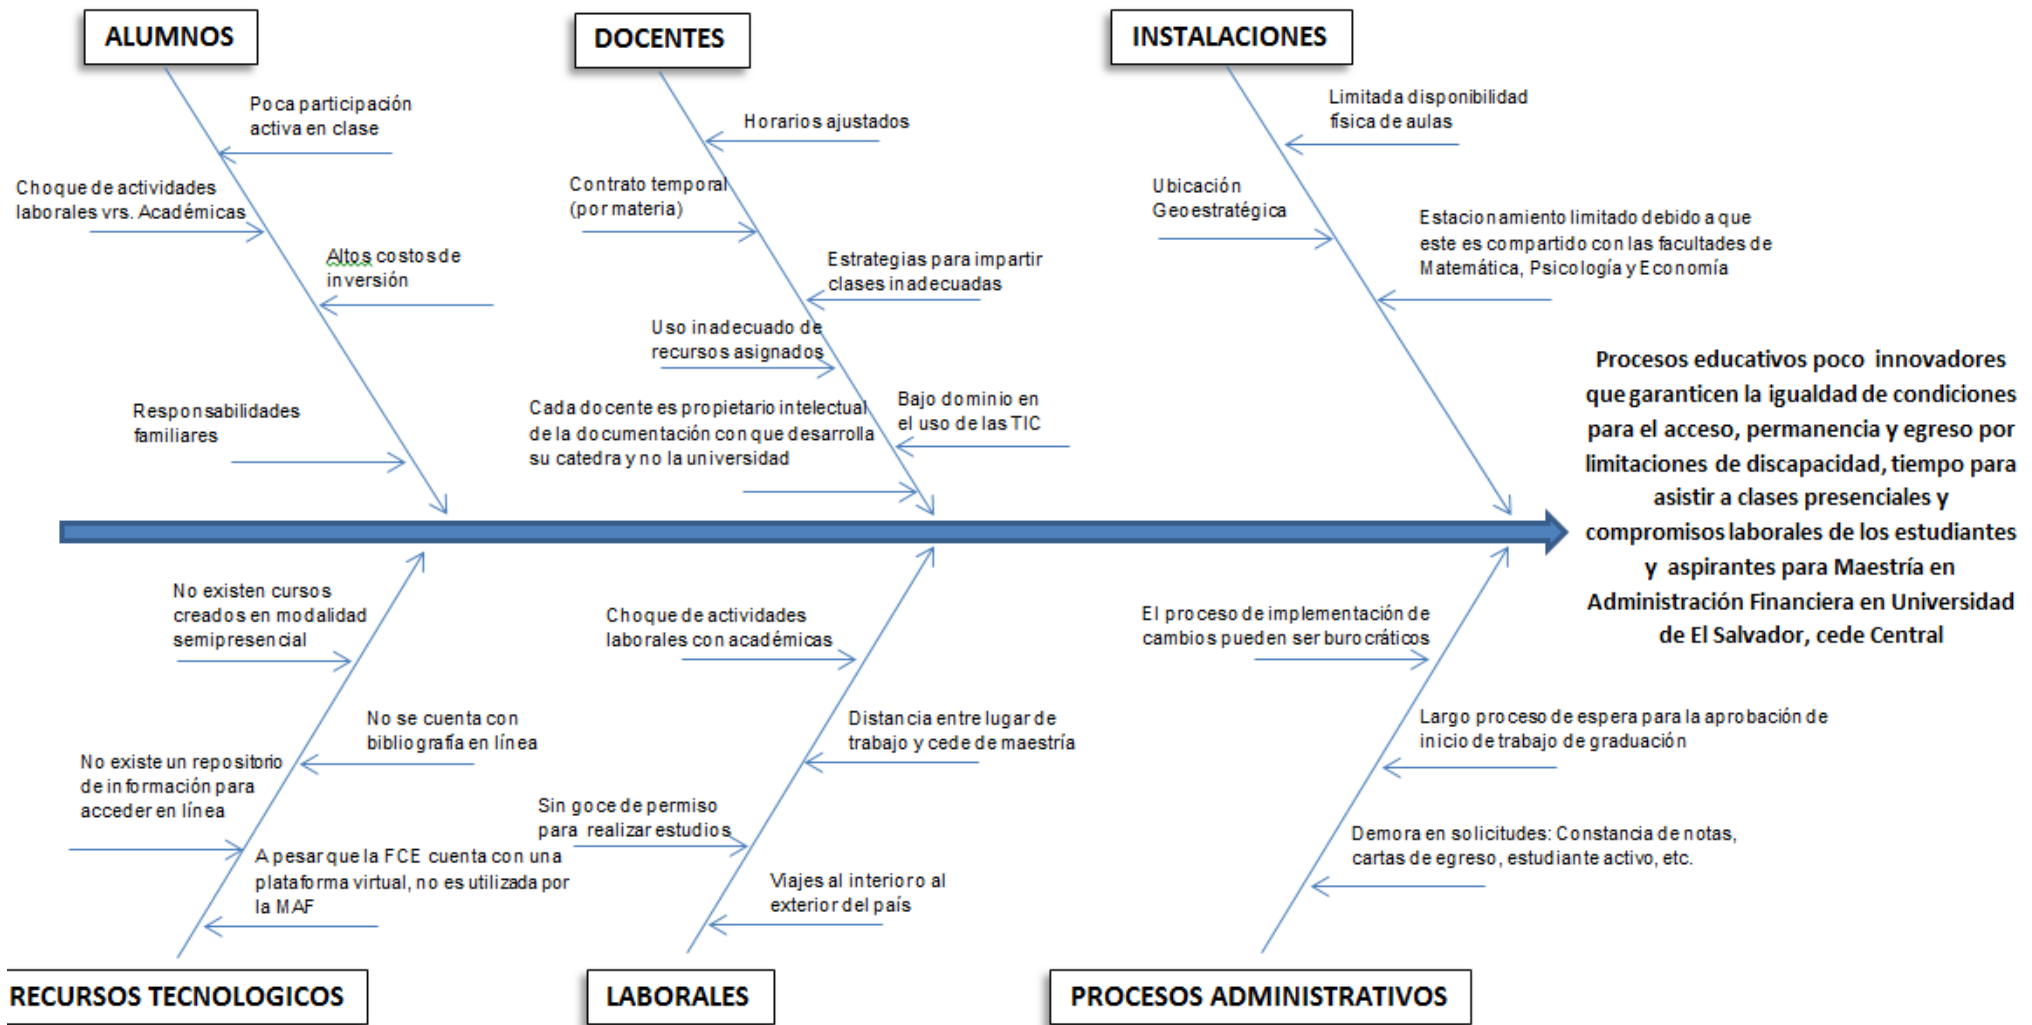 ALUMNOS
DOCENTES
INSTALACIONES
Poca participación
activa en clase
Choque de actividades
laborales vrs. Académicas
Altos costos de
inversión
Responsabilidades
familiares
Horarios ajustados
Contrato temporal
(por materia)
Estrategias para impartir
clases inadecuadas
Uso inadecuado de
recursos asignados
Bajo dominio en
el uso de las TIC
Cada docente es propietario intelectual
de la documentación con que desarrolla
su catedra y no la universidad
Limitada disponibilidad
física de aulas
Ubicación
Geoestratégica
Estacionamiento limitado debido a que
este es compartido con las facultades de
Matemática, Psicología y Economía
Procesos educativos poco innovadores
que garanticen la igualdad de condiciones
para el acceso, permanencia y egreso por
limitaciones de discapacidad, tiempo para
asistir a clases presenciales y
compromisos laborales de los estudiantes
y aspirantes para Maestría en
Administración Financiera en Universidad
de El Salvador, cede Central
No existen cursos
creados en modalidad
semipresencial
No se cuenta con
bibliografía en línea
No existe un repositorio
de información para
acceder en línea
A pesar que la FCE cuenta con una
plataforma virtual, no es utilizada por
la MAF
Choque de actividades
laborales con académicas
Distancia entre lugar de
trabajo y cede de maestría
Sin goce de permiso
para realizar estudios
Viajes al interior o al
exterior del país
El proceso de implementación de
cambios pueden ser burocráticos
Largo proceso de espera para la aprobación de
inicio de trabajo de graduación
Demora en solicitudes: Constancia de notas,
cartas de egreso, estudiante activo, etc.
RECURSOS TECNOLOGICOS
LABORALES
PROCESOS ADMINISTRATIVOS